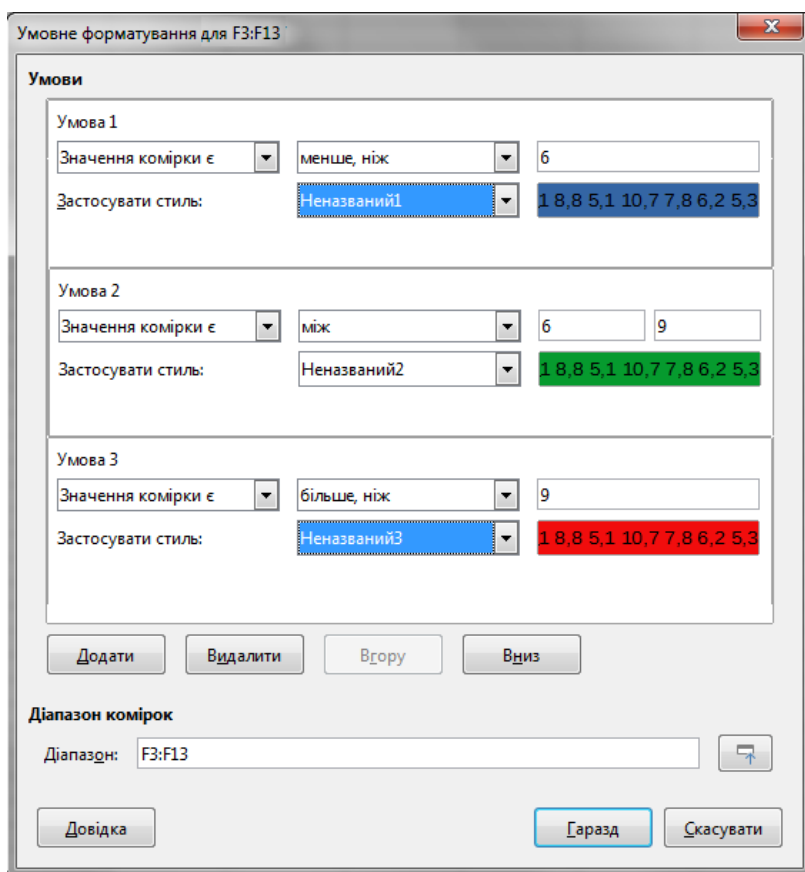 Умовне форматування для F3:F13
Умови
Умова 1
Значення комірки є менше, ніж 6
Застосувати стиль: Неназваний1 1 8,8 5,1 10,7 7,8 6,2 5,3
Умова 2
Значення комірки є між 6 9
Застосувати стиль: Неназваний2 1 8,8 5,1 10,7 7,8 6,2 5,3
Умова 3
Значення комірки є більше, ніж 9
Застосувати стиль: Неназваний3 1 8,8 5,1 10,7 7,8 6,2 5,3
Додати Видалити Вгору Вниз
Діапазон комірок
Діапазон: F3:F13
Довідка Гаразд Скасувати